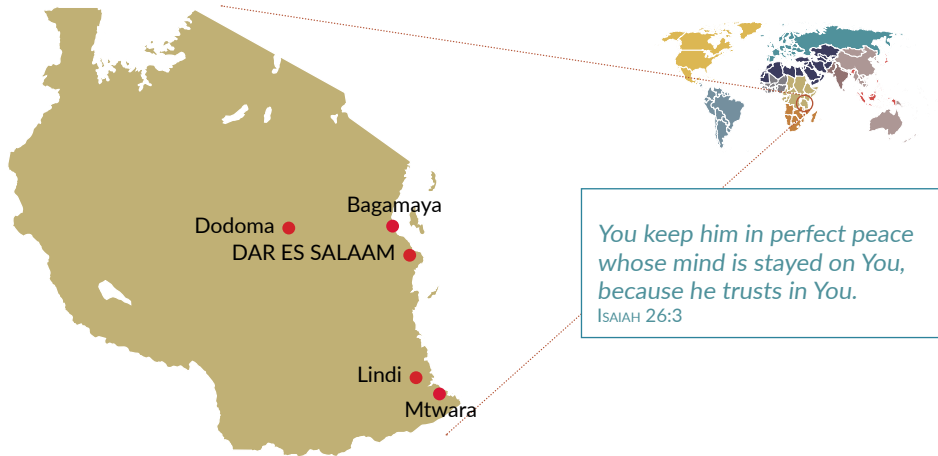 Bagamaya
Dodoma
DAR ES SALAAM
Lindi
Mtwara
You keep him in perfect peace
whose mind is stayed on You,
because he trusts in You.
Isaiah 26:3